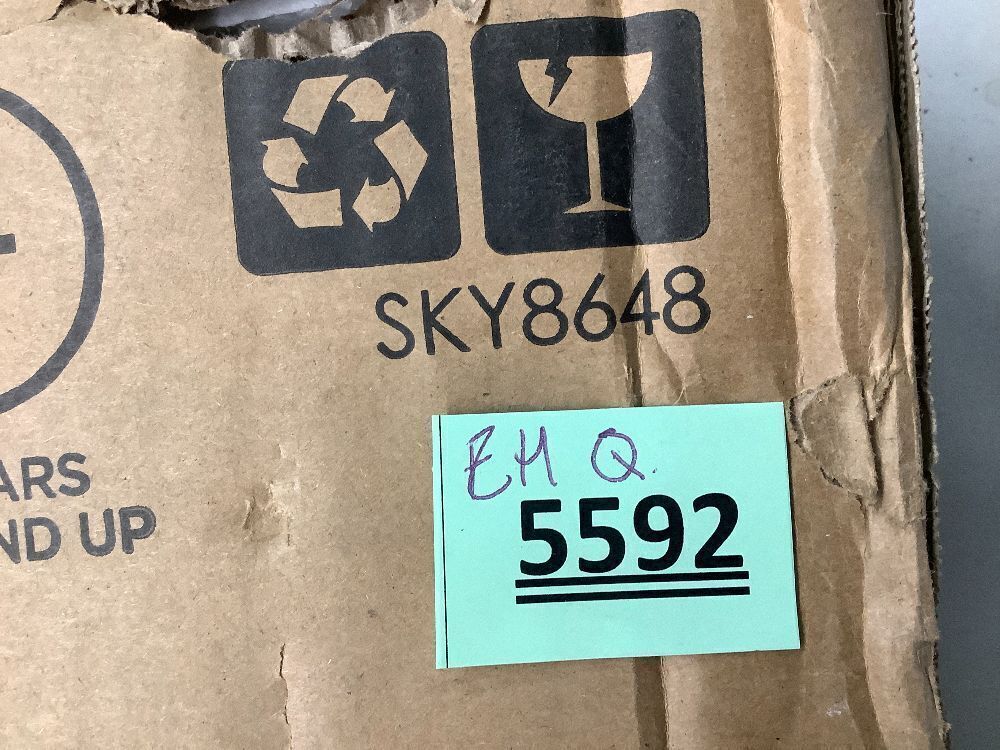 SKY8648
ARS
ND UP
EH Q.
5592